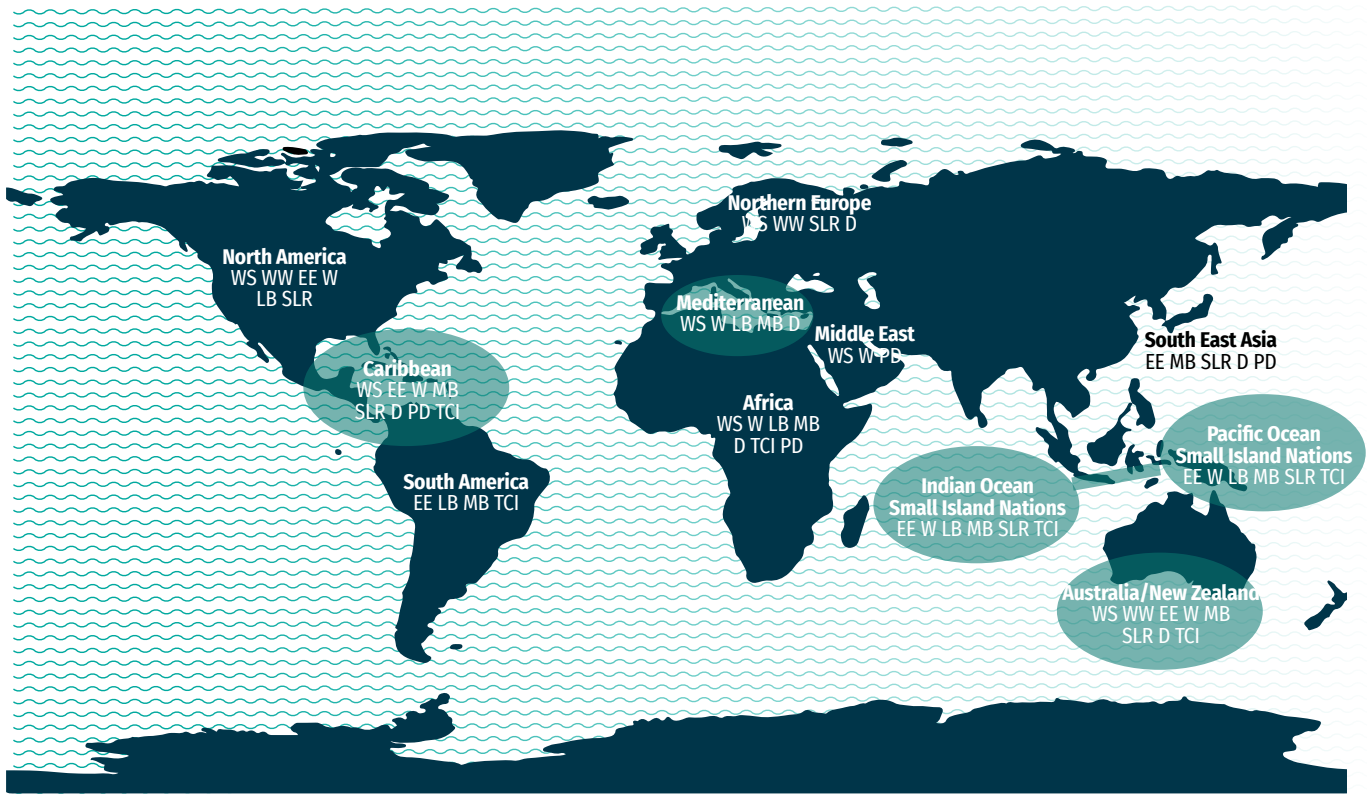 Northern Europe
WS WW SLR D
North America
WS WW EE W
LB SLR
Mediterranean
WS W LB MB D
Middle East
WS W PD
South East Asia
EE MB SLR D PD
Caribbean
WS EE W MB
SLR D PD TCI
Africa
WS W LB MB
D TCI PD
Pacific Ocean
Small Island Nations
EE W LB MB SLR TCI
South America
EE LB MB TCI
Indian Ocean
Small Island Nations
EE W LB MB SLR TCI
Australia/New Zealand
WS WW EE W MB
SLR D TCI